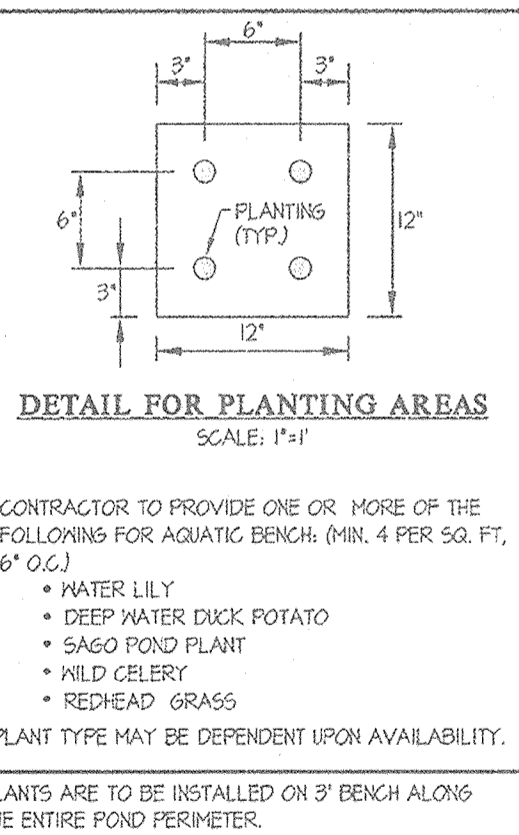 6"
3" 3"
6"
PLANTING
(TYP.)
12"
3"
12"
DETAIL FOR PLANTING AREAS
SCALE: 1"=1'
CONTRACTOR TO PROVIDE ONE OR MORE OF THE
FOLLOWING FOR AQUATIC BENCH: (MIN. 4 PER SQ. FT,
6" O.C.)
• WATER LILY
• DEEP WATER DUCK POTATO
• SAGO POND PLANT
• WILD CELERY
• REDHEAD GRASS
PLANT TYPE MAY BE DEPENDENT UPON AVAILABILITY.
LANTS ARE TO BE INSTALLED ON 3' BENCH ALONG
E ENTIRE POND PERIMETER.